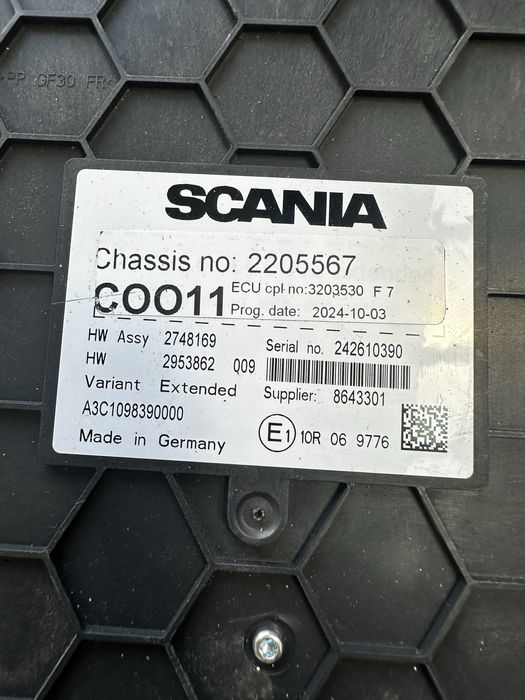 >PP GF30 FR<
SCANIA
Chassis no: 2205567
COO11 ECU cpl no:3203530 F 7
Prog. date: 2024-10-03
HW Assy 2748169 Serial no. 242610390
HW 2953862 Q09
Variant Extended Supplier: 8643301
A3C1098390000
Made in Germany E1 10R 06 9776